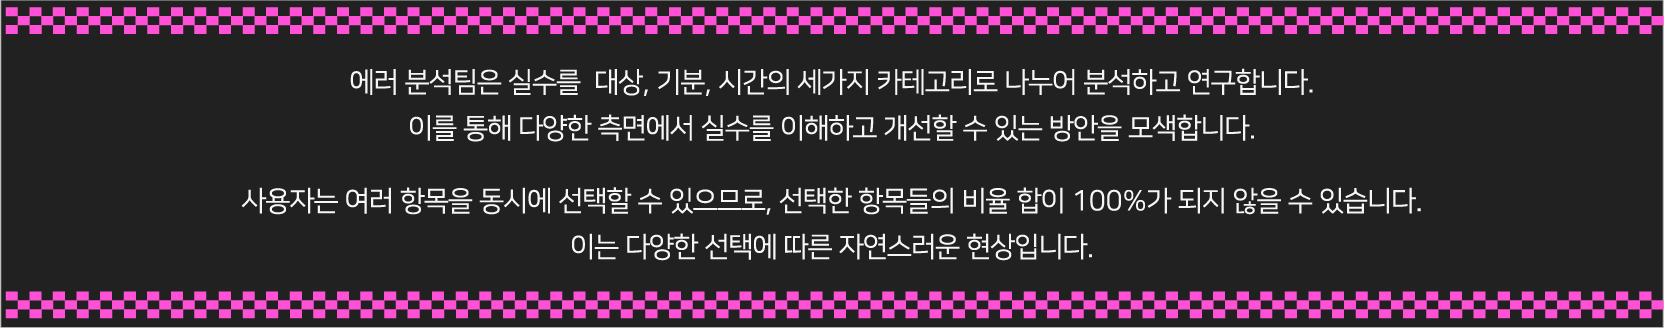 에러 분석팀은 실수를  대상, 기분, 시간의 세가지 카테고리로 나누어 분석하고 연구합니다.
이를 통해 다양한 측면에서 실수를 이해하고 개선할 수 있는 방안을 모색합니다.
사용자는 여러 항목을 동시에 선택할 수 있으므로, 선택한 항목들의 비율 합이 100%가 되지 않을 수 있습니다.
이는 다양한 선택에 따른 자연스러운 현상입니다.